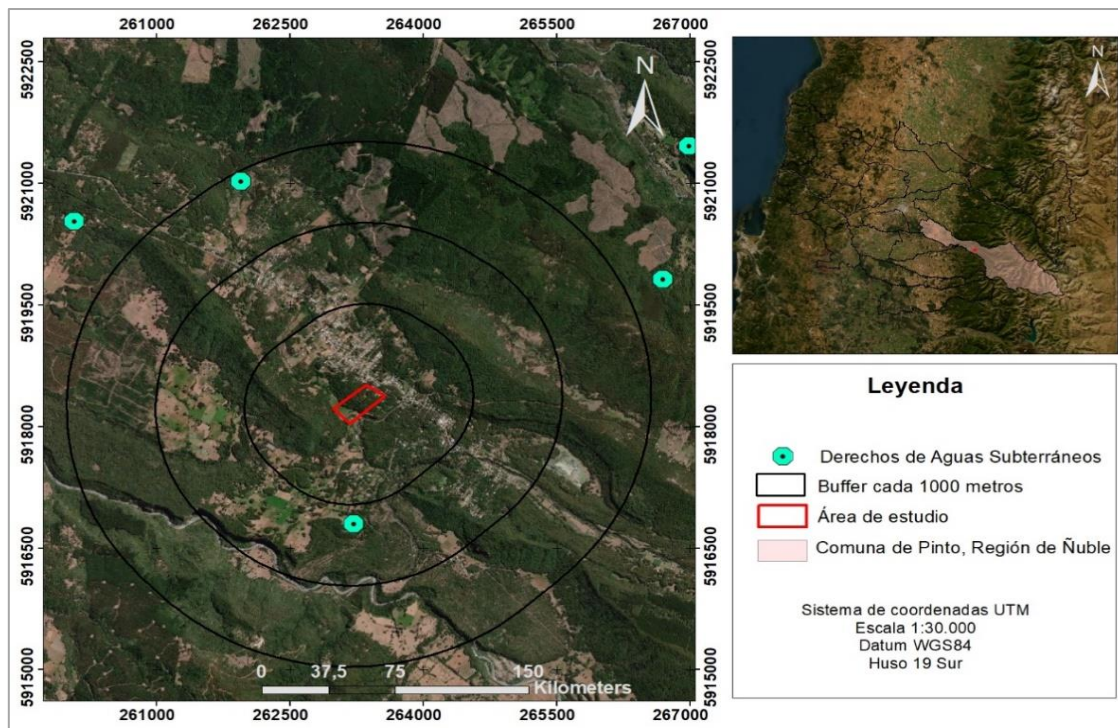 261000 262500 264000 265500 267000
5922500
5921000
5919500
5918000
5916500
5915000
N
5922500
5921000
5919500
5918000
5916500
5915000
0 37,5 75 150
Kilometers
261000 262500 264000 265500 267000
N
Leyenda
Derechos de Aguas Subterráneos
Buffer cada 1000 metros
Área de estudio
Comuna de Pinto, Región de Ñuble
Sistema de coordenadas UTM
Escala 1:30.000
Datum WGS84
Huso 19 Sur